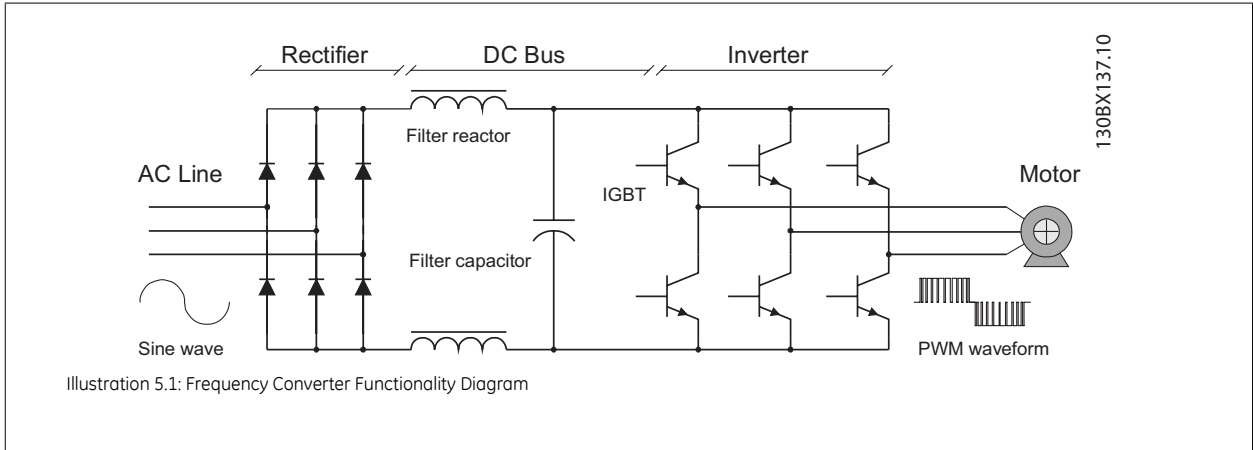 Rectifier
DC Bus
Inverter
130BX137.10
Filter reactor
AC Line
IGBT
Motor
Filter capacitor
Sine wave
PWM waveform
Illustration 5.1: Frequency Converter Functionality Diagram